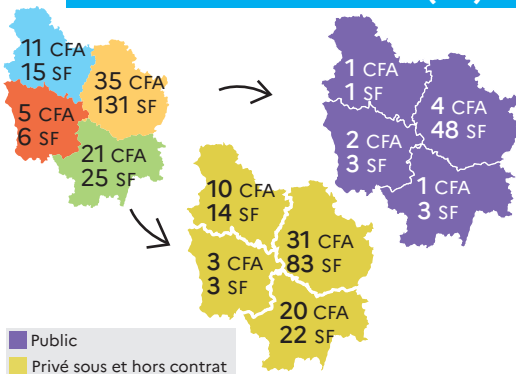 11 CFA
15 SF
35 CFA
131 SF
5 CFA
6 SF
21 CFA
25 SF
1 CFA
1 SF
4 CFA
48 SF
2 CFA
3 SF
1 CFA
3 SF
10 CFA
14 SF
31 CFA
83 SF
3 CFA
3 SF
20 CFA
22 SF
Public
Privé sous et hors contrat